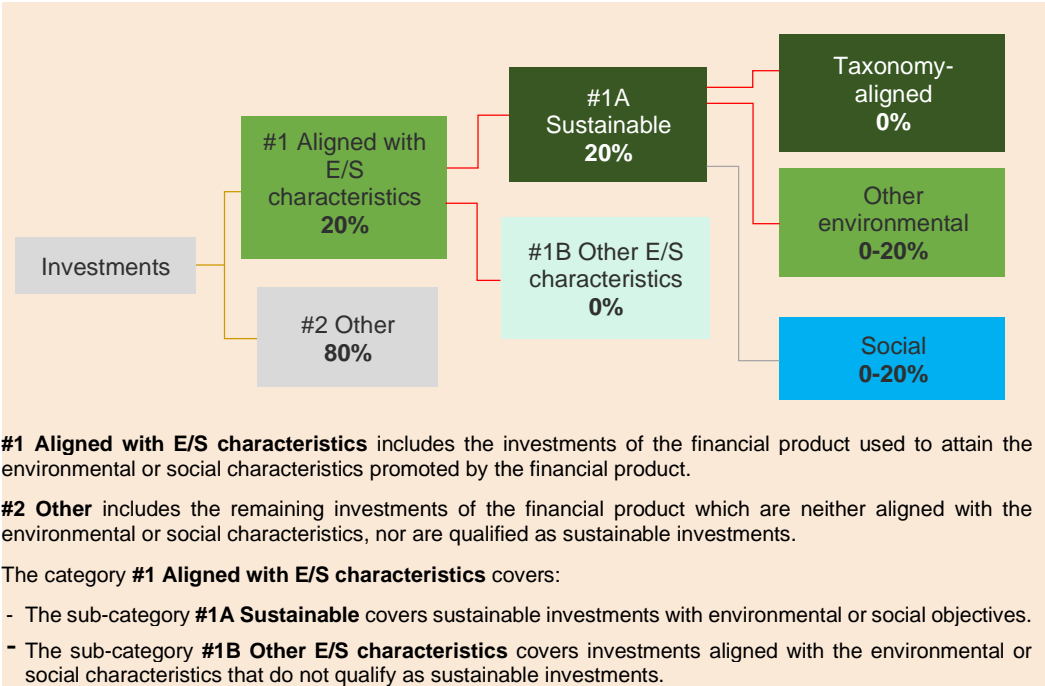 Taxonomy-
aligned
0%
#1A
Sustainable
20%
#1 Aligned with
E/S
characteristics
20%
Other
environmental
0-20%
Investments
#1B Other E/S
characteristics
0%
#2 Other
80%
Social
0-20%
#1 Aligned with E/S characteristics includes the investments of the financial product used to attain the
environmental or social characteristics promoted by the financial product.
#2 Other includes the remaining investments of the financial product which are neither aligned with the
environmental or social characteristics, nor are qualified as sustainable investments.
The category #1 Aligned with E/S characteristics covers:
- The sub-category #1A Sustainable covers sustainable investments with environmental or social objectives.
- The sub-category #1B Other E/S characteristics covers investments aligned with the environmental or
social characteristics that do not qualify as sustainable investments.